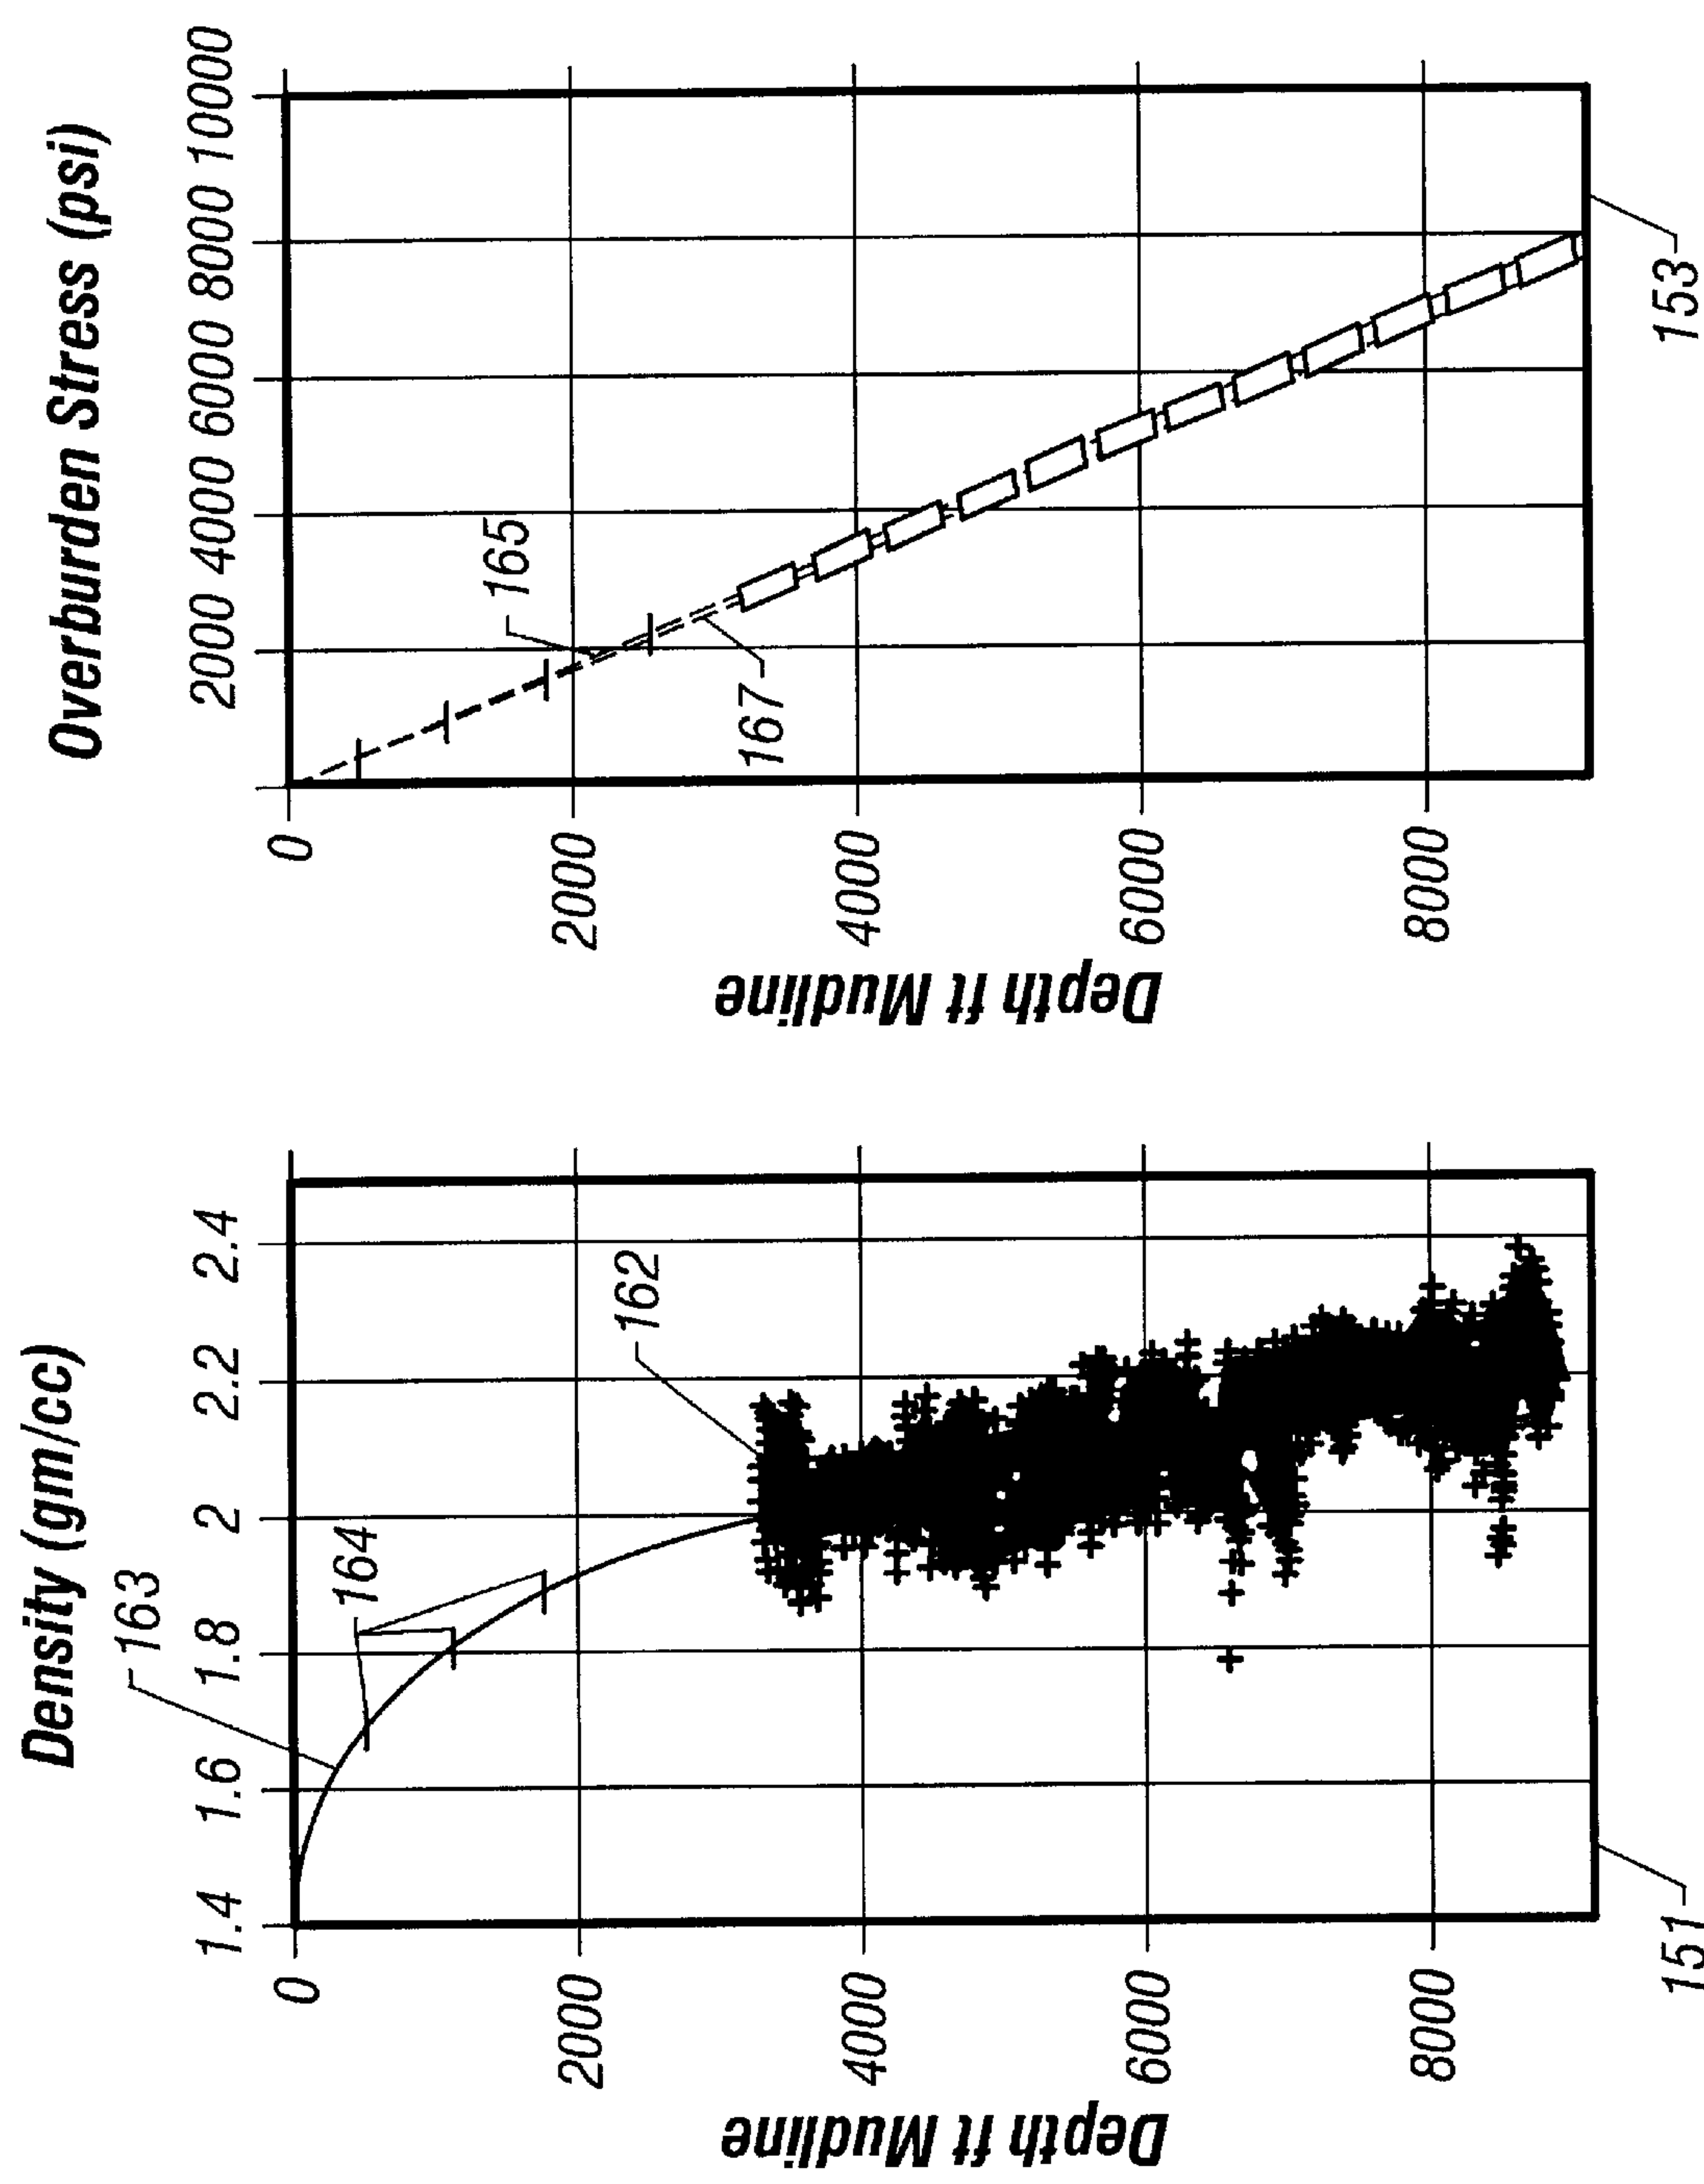 Density (gm/cc)
1.4 1.6 1.8 2 2.2 2.4
163
164
162
0
2000
4000
6000
8000
Depth ft Mudline
151
Overburden Stress (psi)
2000 4000 6000 8000 10000
165
167
0
2000
4000
6000
8000
Depth ft Mudline
153